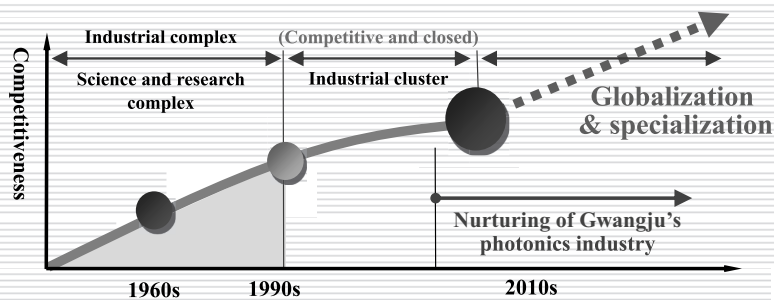 Industrial complex
(Competitive and closed)
Science and research
complex
Industrial cluster
Competitiveness
Globalization
& specialization
Nurturing of Gwangju's
photonics industry
1960s
1990s
2010s